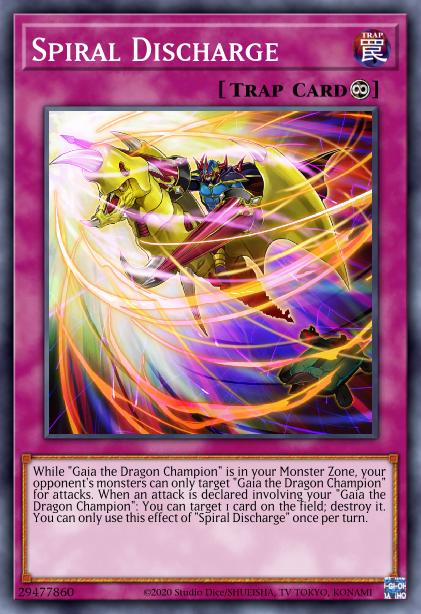 Spiral Discharge
TRAP
罠
[Trap Card]
While "Gaia the Dragon Champion" is in your Monster Zone, your
opponent's monsters can only target "Gaia the Dragon Champion"
for attacks. When an attack is declared involving your "Gaia the
Dragon Champion": You can target 1 card on the field; destroy it.
You can only use this effect of "Spiral Discharge" once per turn.
29477860
©2020 Studio Dice/SHUEISHA, TV TOKYO, KONAMI